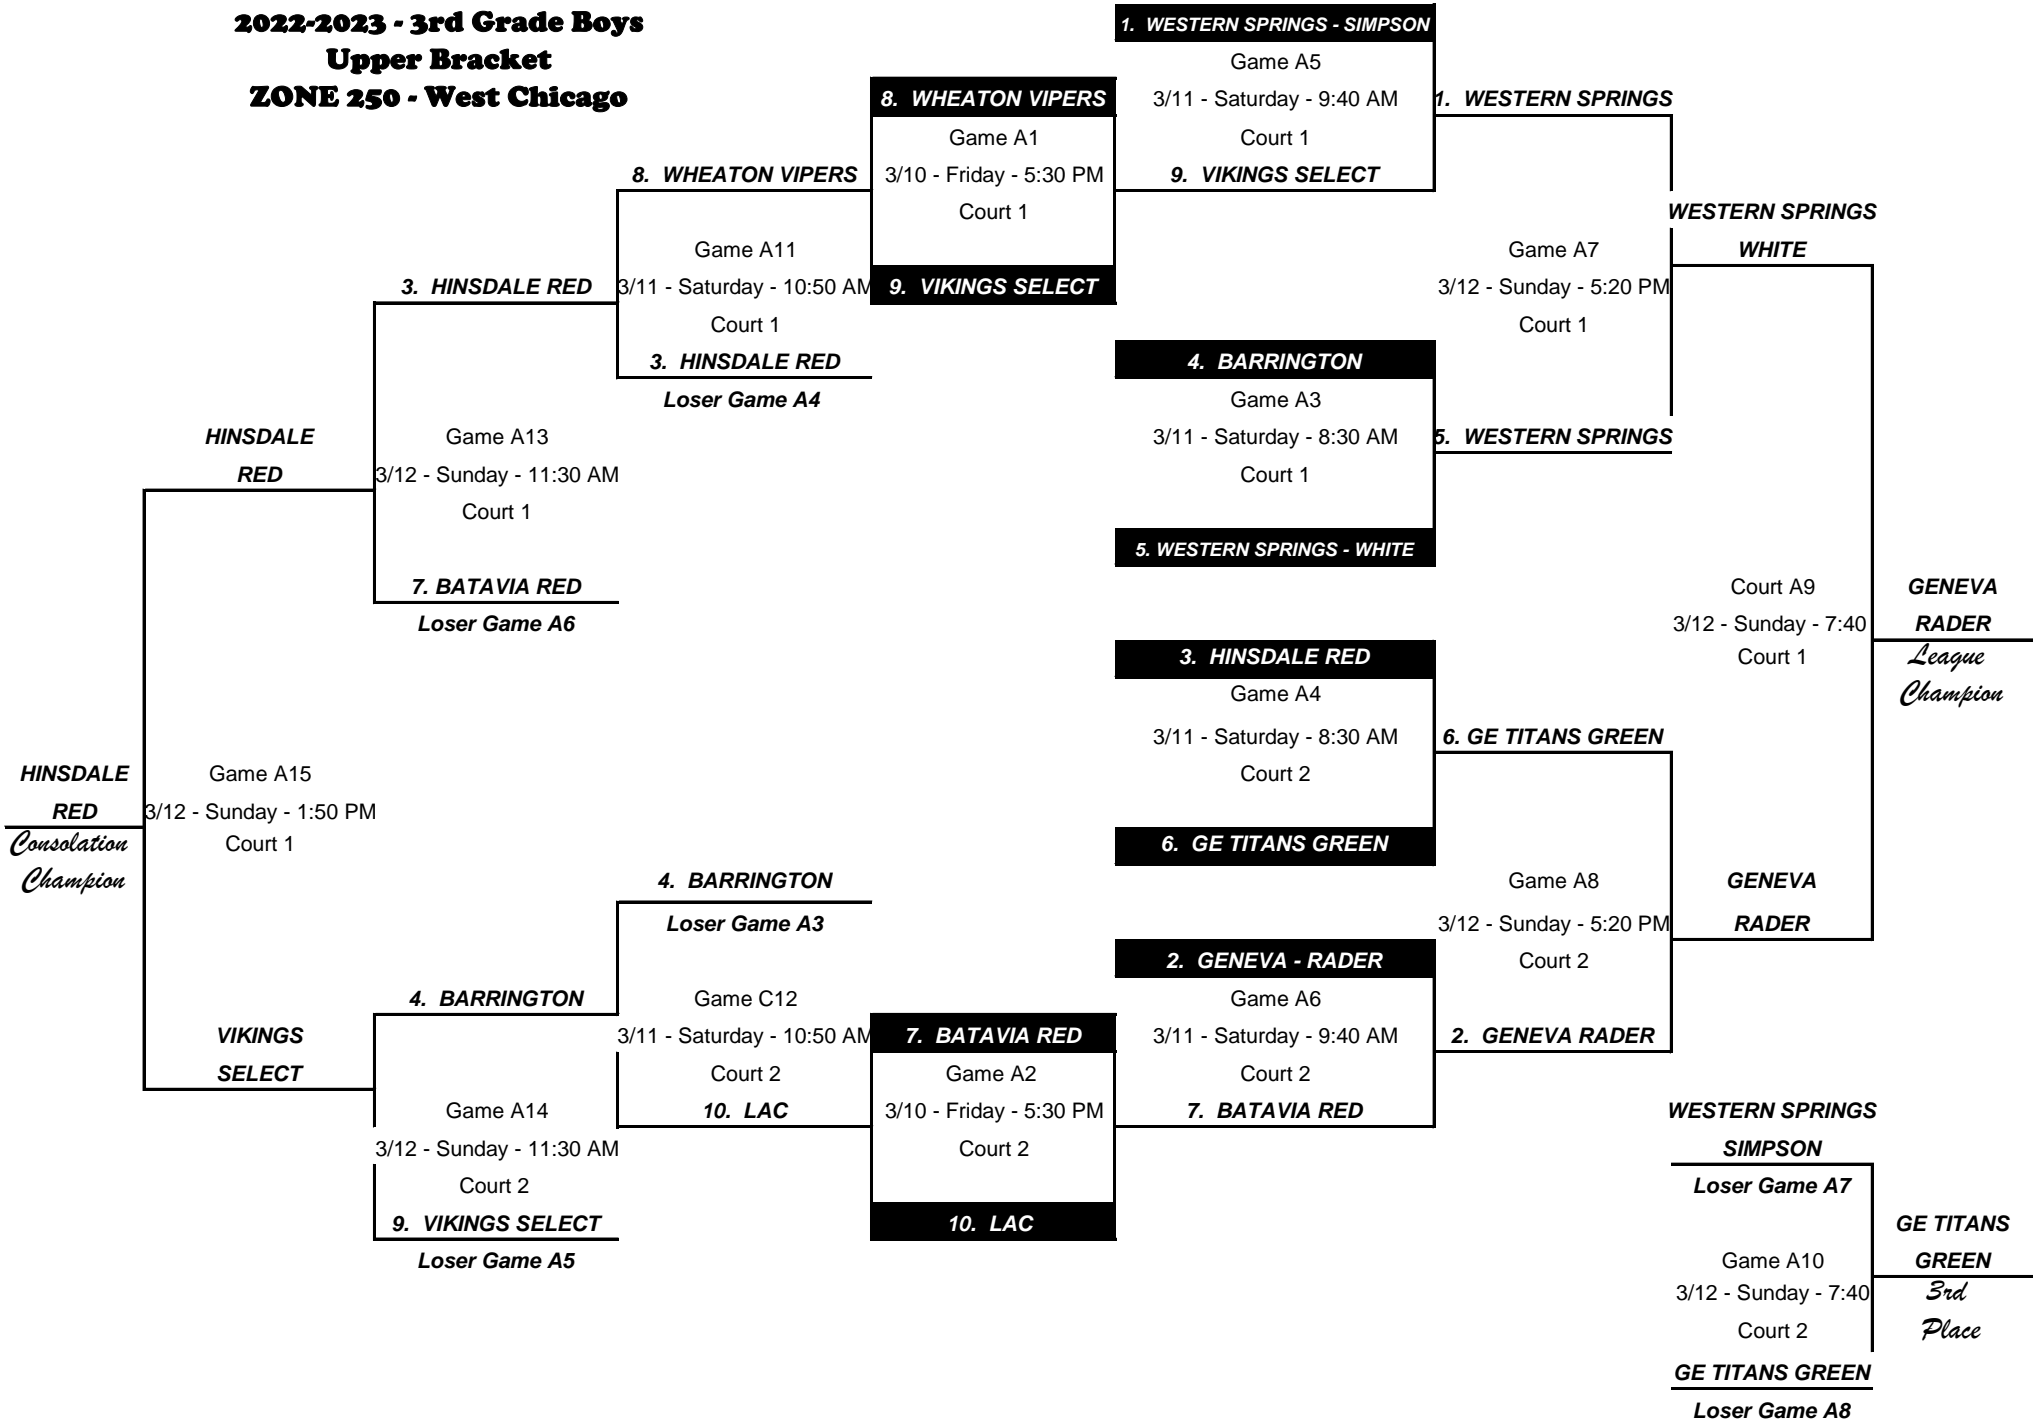 2022-2023 - 3rd Grade Boys
Upper Bracket
ZONE 250 - West Chicago
1. WESTERN SPRINGS - SIMPSON
Game A5
3/11 - Saturday - 9:40 AM
Court 1
9. VIKINGS SELECT
8. WHEATON VIPERS
Game A1
3/10 - Friday - 5:30 PM
Court 1
9. VIKINGS SELECT
1. WESTERN SPRINGS
8. WHEATON VIPERS
Game A11
3/11 - Saturday - 10:50 AM
Court 1
3. HINSDALE RED
Loser Game A4
WESTERN SPRINGS
WHITE
Game A7
3/12 - Sunday - 5:20 PM
Court 1
3. HINSDALE RED
4. BARRINGTON
Game A3
3/11 - Saturday - 8:30 AM
Court 1
5. WESTERN SPRINGS - WHITE
5. WESTERN SPRINGS
HINSDALE
RED
Game A13
3/12 - Sunday - 11:30 AM
Court 1
7. BATAVIA RED
Loser Game A6
Court A9
3/12 - Sunday - 7:40
Court 1
GENEVA
RADER
League
Champion
3. HINSDALE RED
Game A4
3/11 - Saturday - 8:30 AM
Court 2
6. GE TITANS GREEN
6. GE TITANS GREEN
HINSDALE
RED
Consolation
Champion
Game A15
3/12 - Sunday - 1:50 PM
Court 1
4. BARRINGTON
Loser Game A3
Game A8
3/12 - Sunday - 5:20 PM
Court 2
GENEVA
RADER
2. GENEVA - RADER
Game A6
3/11 - Saturday - 9:40 AM
Court 2
7. BATAVIA RED
4. BARRINGTON
Game C12
3/11 - Saturday - 10:50 AM
Court 2
10. LAC
7. BATAVIA RED
Game A2
3/10 - Friday - 5:30 PM
Court 2
10. LAC
2. GENEVA RADER
VIKINGS
SELECT
Game A14
3/12 - Sunday - 11:30 AM
Court 2
9. VIKINGS SELECT
Loser Game A5
WESTERN SPRINGS
SIMPSON
Loser Game A7
Game A10
3/12 - Sunday - 7:40
Court 2
GE TITANS GREEN
Loser Game A8
GE TITANS
GREEN
3rd
Place